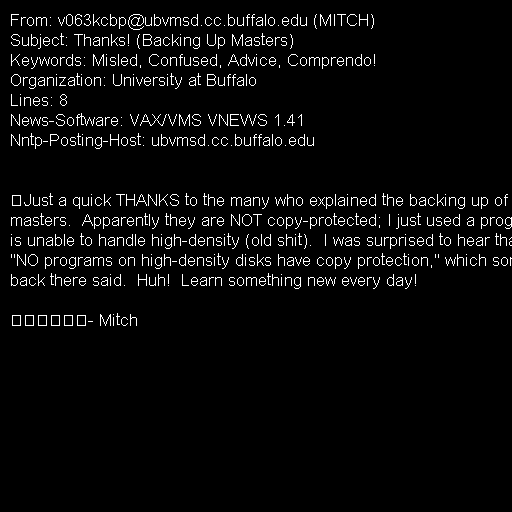 From: v063kcbp@ubvmsd.cc.buffalo.edu (MITCH)
Subject: Thanks! (Backing Up Masters)
Keywords: Misled, Confused, Advice, Comprendo!
Organization: University at Buffalo
Lines: 8
News-Software: VAX/VMS VNEWS 1.41
Nntp-Posting-Host: ubvmsd.cc.buffalo.edu

Just a quick THANKS to the many who explained the backing up of
masters.  Apparently they are NOT copy-protected; I just used a
is unable to handle high-density (old shit).  I was surprised to hear
"NO programs on high-density disks have copy protection," which
back there said.  Huh!  Learn something new every day!

- Mitch